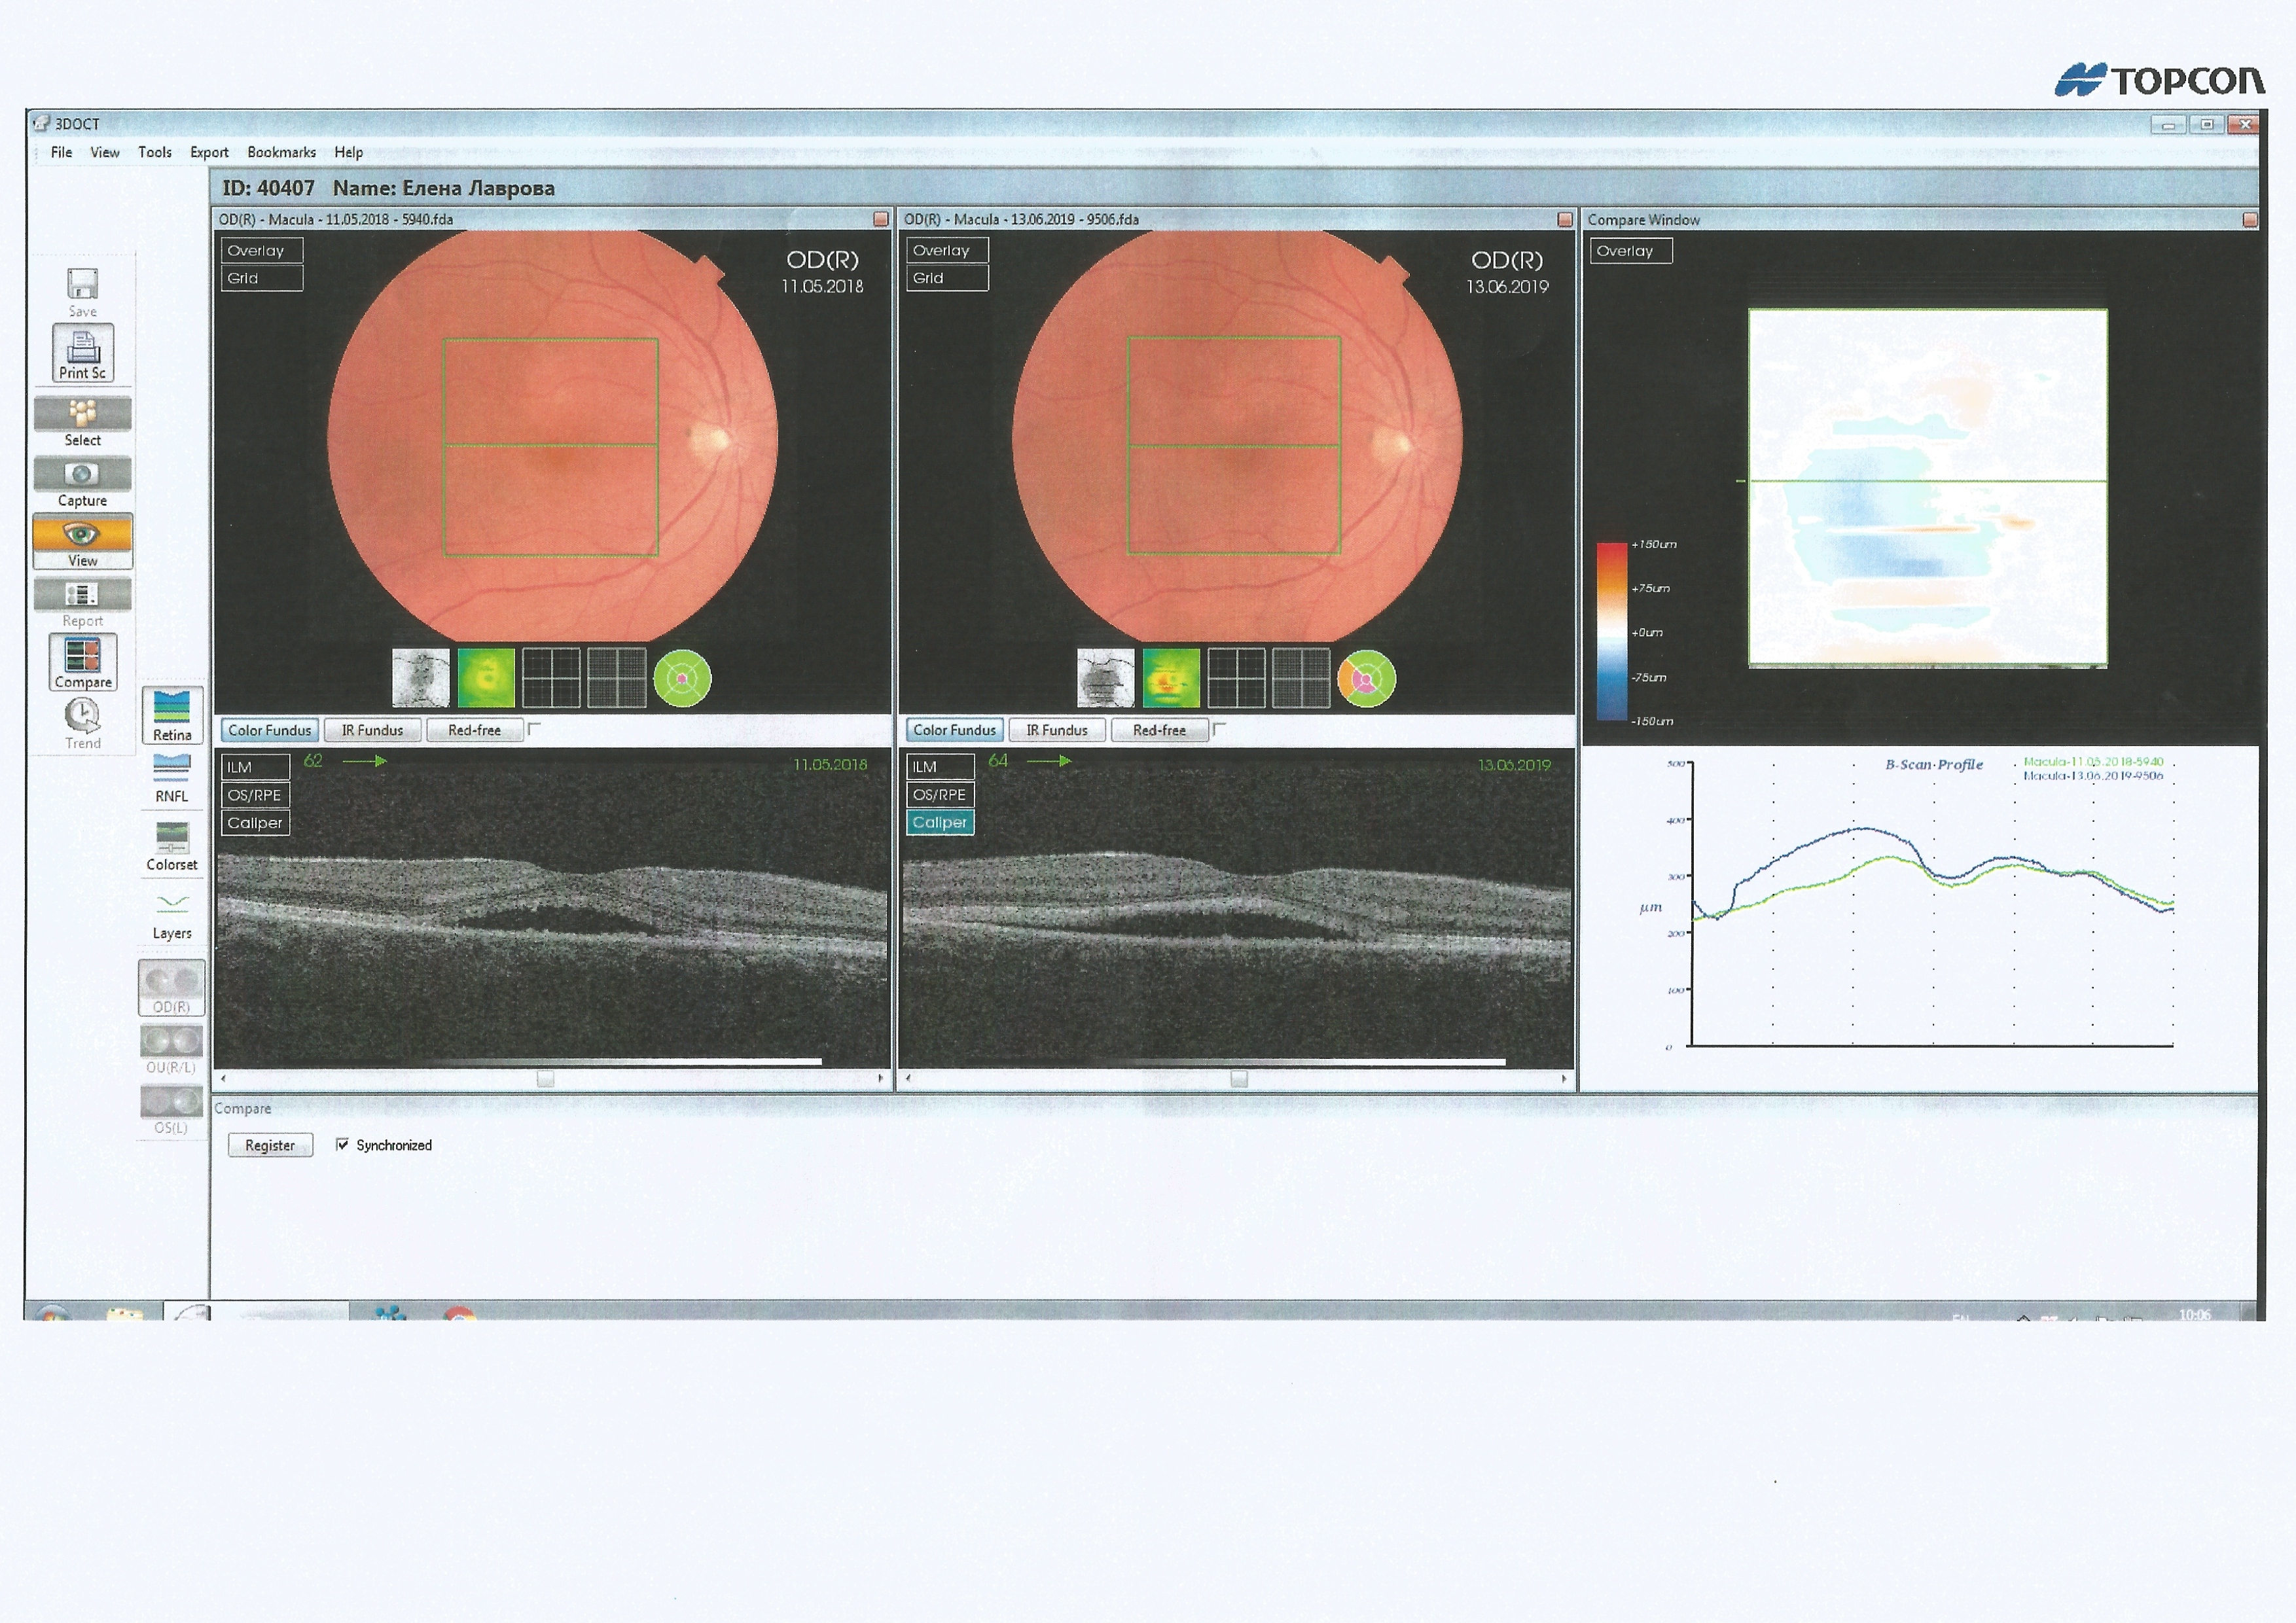 TOPCON
3DOCT
File View Tools Export Bookmarks Help
ID: 40407 Name: Елена Лаврова
OD(R) - Macula - 11.05.2018 - 5940.fda
OD(R) - Macula - 13.06.2019 - 9506.fda
Compare Window
Save
Print Sc
Select
Capture
View
Report
Compare
Trend
Retina
RNFL
Colorset
Layers
OD(R)
OU(R/L)
OS(L)
Overlay
Grid
OD(R)
11.05.2018
Color Fundus IR Fundus Red-free
ILM
OS/RPE
Caliper
62
11.05.2018
Overlay
Grid
OD(R)
13.06.2019
Color Fundus IR Fundus Red-free
ILM
OS/RPE
Caliper
64
13.06.2019
Overlay
+150um
+75um
+0um
-75um
-150um
B-Scan Profile
Macula-11.05.2018-5940
Macula-13.06.2019-9506
500
400
300
μm
200
100
0
Compare
Register Synchronized
10:06